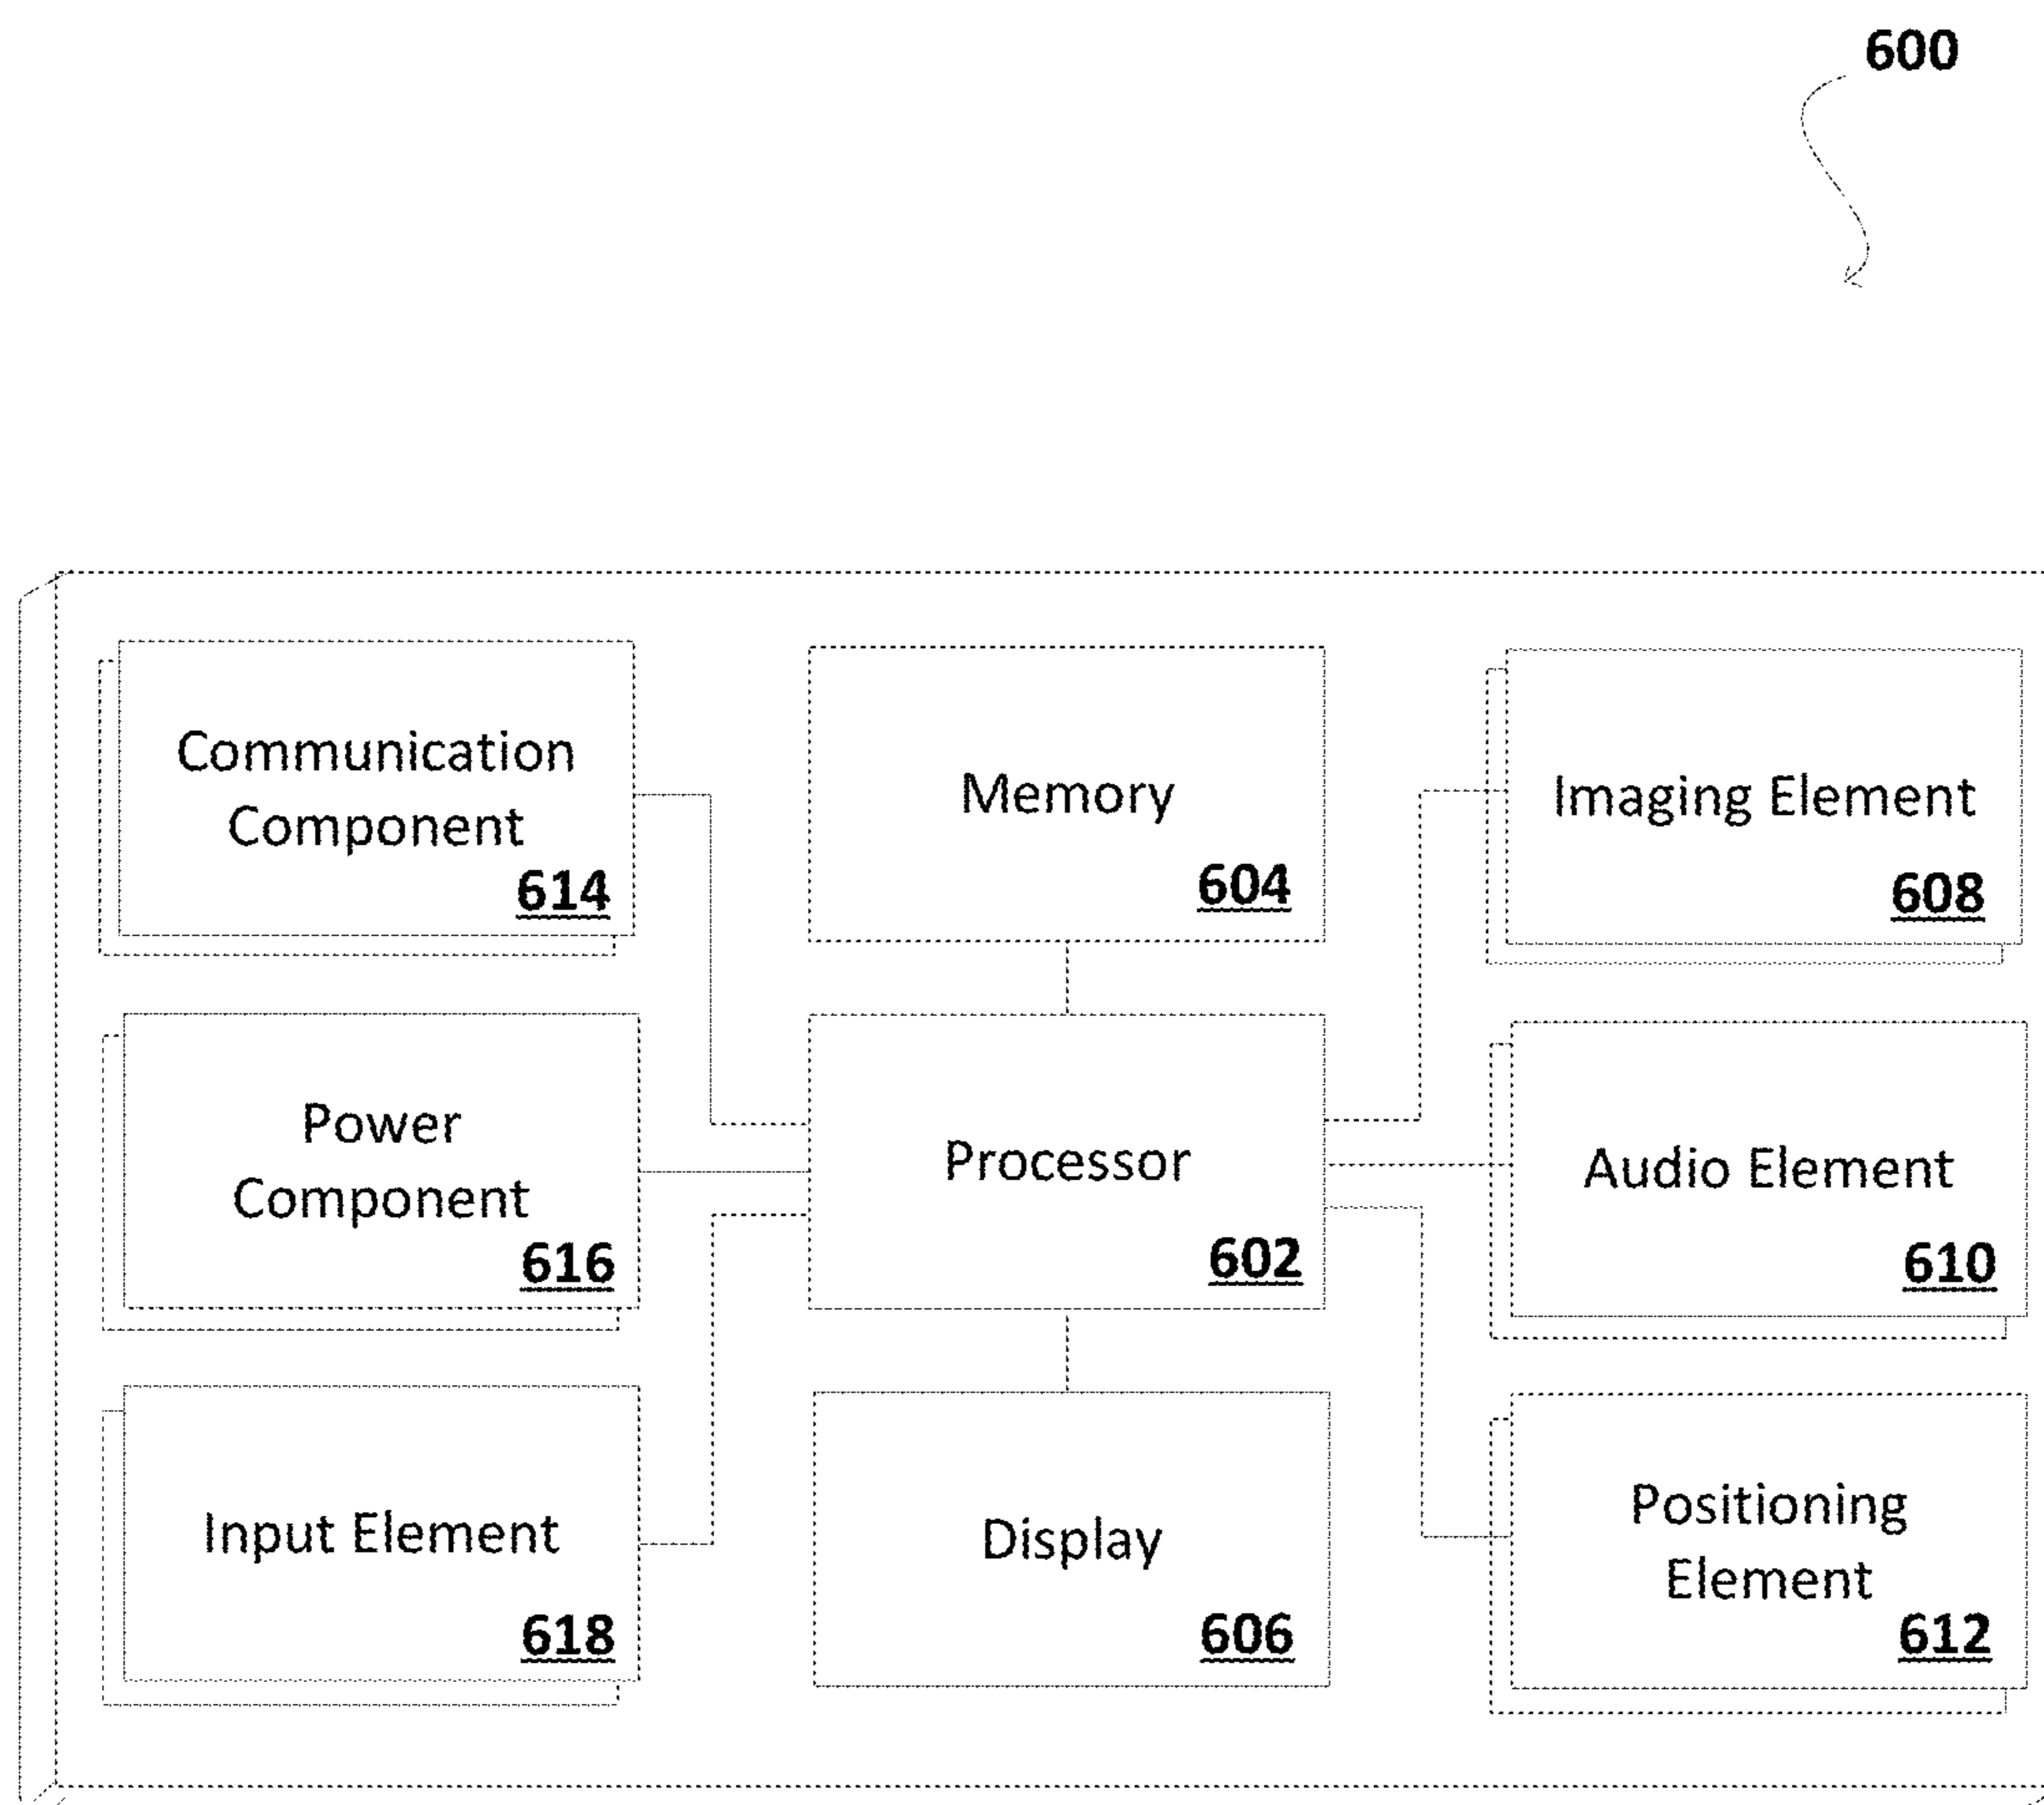 600
Communication
Component
614
Memory
604
Imaging Element
608
Power
Component
616
Processor
602
Audio Element
610
Input Element
618
Display
606
Positioning
Element
612